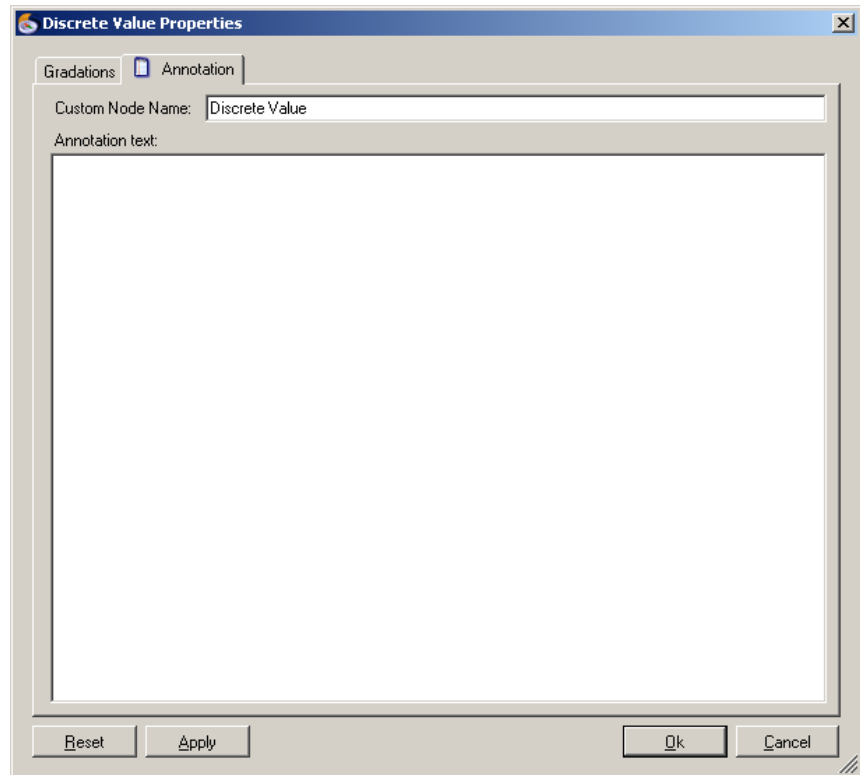 Discrete Value Properties
Gradations Annotation
Custom Node Name: Discrete Value
Annotation text:
Reset Apply Ok Cancel